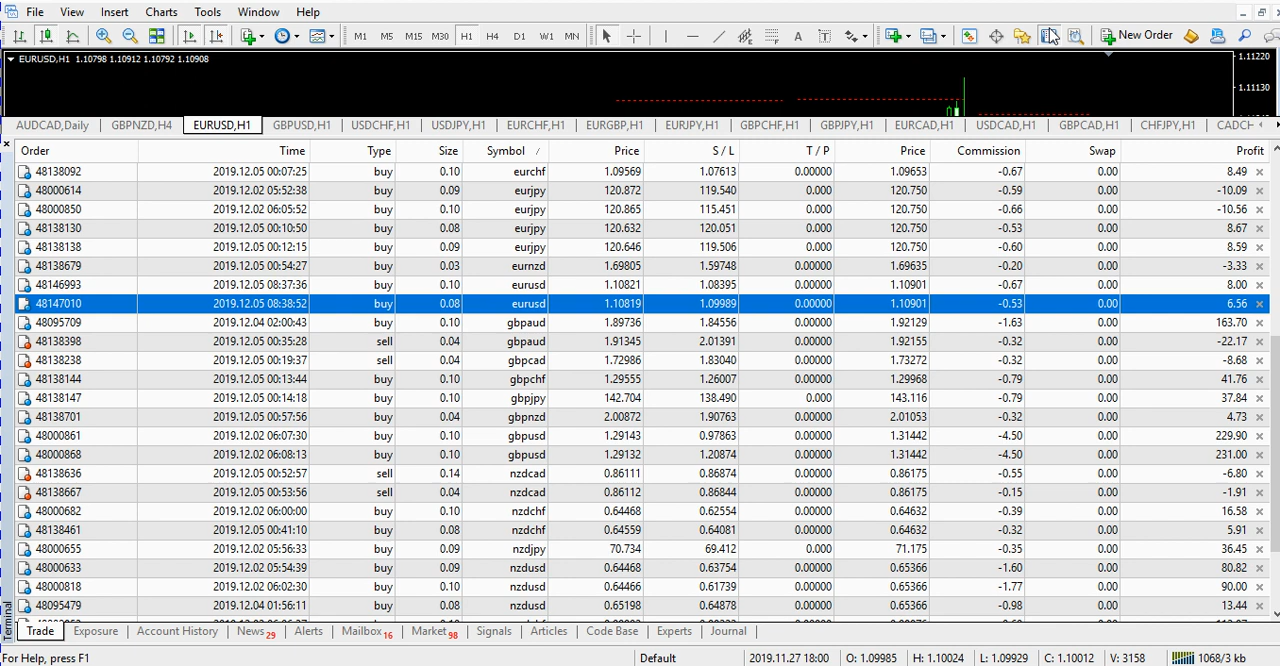 File View Insert Charts Tools Window Help
M1 M5 M15 M30 H1 H4 D1 W1 MN A T New Order
EURUSD,H1 1.10798 1.10912 1.10792 1.10908
1.11220
1.11130
AUDCAD,Daily GBPNZD,H4 EURUSD,H1 GBPUSD,H1 USDCHF,H1 USDJPY,H1 EURCHF,H1 EURGBP,H1 EURJPY,H1 GBPCHF,H1 GBPJPY,H1 EURCAD,H1 USDCAD,H1 GBPCAD,H1 CHFJPY,H1 CADCH
Order Time Type Size Symbol / Price S / L T / P Price Commission Swap Profit
48138092 2019.12.05 00:07:25 buy 0.10 eurchf 1.09569 1.07613 0.00000 1.09653 -0.67 0.00 8.49
48000614 2019.12.02 05:52:38 buy 0.09 eurjpy 120.872 119.540 0.000 120.750 -0.59 0.00 -10.09
48000850 2019.12.02 06:05:52 buy 0.10 eurjpy 120.865 115.451 0.000 120.750 -0.66 0.00 -10.56
48138130 2019.12.05 00:10:50 buy 0.08 eurjpy 120.632 120.051 0.000 120.750 -0.53 0.00 8.67
48138138 2019.12.05 00:12:15 buy 0.09 eurjpy 120.646 119.506 0.000 120.750 -0.60 0.00 8.59
48138679 2019.12.05 00:54:27 buy 0.03 eurnzd 1.69805 1.59748 0.00000 1.69635 -0.20 0.00 -3.33
48146993 2019.12.05 08:37:36 buy 0.10 eurusd 1.10821 1.08395 0.00000 1.10901 -0.67 0.00 8.00
48147010 2019.12.05 08:38:52 buy 0.08 eurusd 1.10819 1.09989 0.00000 1.10901 -0.53 0.00 6.56
48095709 2019.12.04 02:00:43 buy 0.10 gbpaud 1.89736 1.84556 0.00000 1.92129 -1.63 0.00 163.70
48138398 2019.12.05 00:35:28 sell 0.04 gbpaud 1.91345 2.01391 0.00000 1.92155 -0.32 0.00 -22.17
48138238 2019.12.05 00:19:37 sell 0.04 gbpcad 1.72986 1.83040 0.00000 1.73272 -0.32 0.00 -8.68
48138144 2019.12.05 00:13:44 buy 0.10 gbpchf 1.29555 1.26007 0.00000 1.29968 -0.79 0.00 41.76
48138147 2019.12.05 00:14:18 buy 0.10 gbpjpy 142.704 138.490 0.000 143.116 -0.79 0.00 37.84
48138701 2019.12.05 00:57:56 buy 0.04 gbpnzd 2.00872 1.90763 0.00000 2.01053 -0.32 0.00 4.73
48000861 2019.12.02 06:07:30 buy 0.10 gbpusd 1.29143 0.97863 0.00000 1.31442 -4.50 0.00 229.90
48000868 2019.12.02 06:08:13 buy 0.10 gbpusd 1.29132 1.20874 0.00000 1.31442 -4.50 0.00 231.00
48138636 2019.12.05 00:52:57 sell 0.14 nzdcad 0.86111 0.86874 0.00000 0.86175 -0.55 0.00 -6.80
48138667 2019.12.05 00:53:56 sell 0.04 nzdcad 0.86112 0.86844 0.00000 0.86175 -0.15 0.00 -1.91
48000682 2019.12.02 06:00:00 buy 0.10 nzdchf 0.64468 0.62554 0.00000 0.64632 -0.39 0.00 16.58
48138461 2019.12.05 00:41:10 buy 0.08 nzdchf 0.64559 0.64081 0.00000 0.64632 -0.32 0.00 5.91
48000655 2019.12.02 05:56:33 buy 0.09 nzdjpy 70.734 69.412 0.000 71.175 -0.35 0.00 36.45
48000633 2019.12.02 05:54:39 buy 0.09 nzdusd 0.64468 0.63754 0.00000 0.65366 -1.60 0.00 80.82
48000818 2019.12.02 06:02:30 buy 0.10 nzdusd 0.64466 0.61739 0.00000 0.65366 -1.77 0.00 90.00
48095479 2019.12.04 01:56:11 buy 0.08 nzdusd 0.65198 0.64878 0.00000 0.65366 -0.98 0.00 13.44
Terminal
Trade Exposure Account History News 29 Alerts Mailbox 16 Market 98 Signals Articles Code Base Experts Journal
For Help, press F1 Default 2019.11.27 18:00 O: 1.09985 H: 1.10024 L: 1.09929 C: 1.10012 V: 3158 1068/3 kb